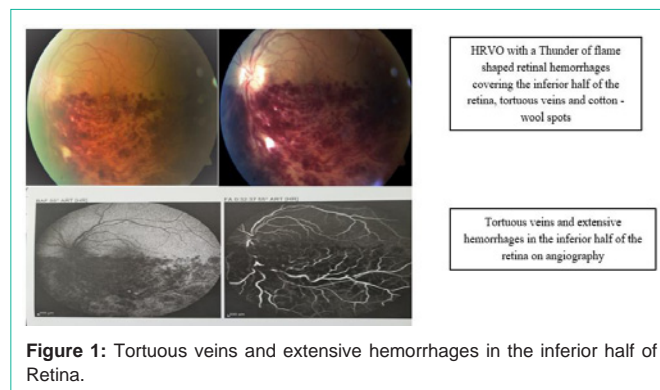 HRVO with a Thunder of flame
shaped retinal hemorrhages
covering the inferior half of the
retina, tortuous veins and cotton -
wool spots
Tortuous veins and extensive
hemorrhages in the inferior half of the
retina on angiography
Figure 1: Tortuous veins and extensive hemorrhages in the inferior half of
Retina.